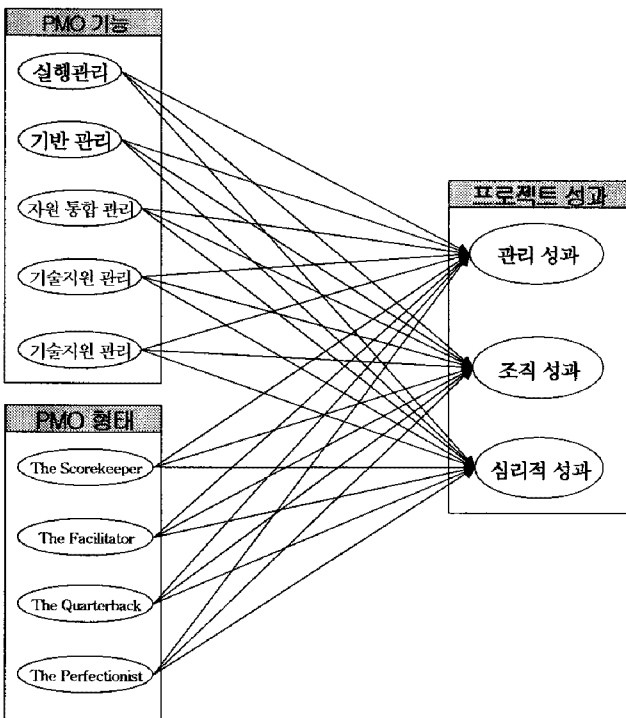 PMO 기능
실행관리
기반 관리
자원 통합 관리
기술지원 관리
기술지원 관리
PMO 형태
The Scorekeeper
The Facilitator
The Quarterback
The Perfectionist
프로젝트 성과
관리 성과
조직 성과
심리적 성과